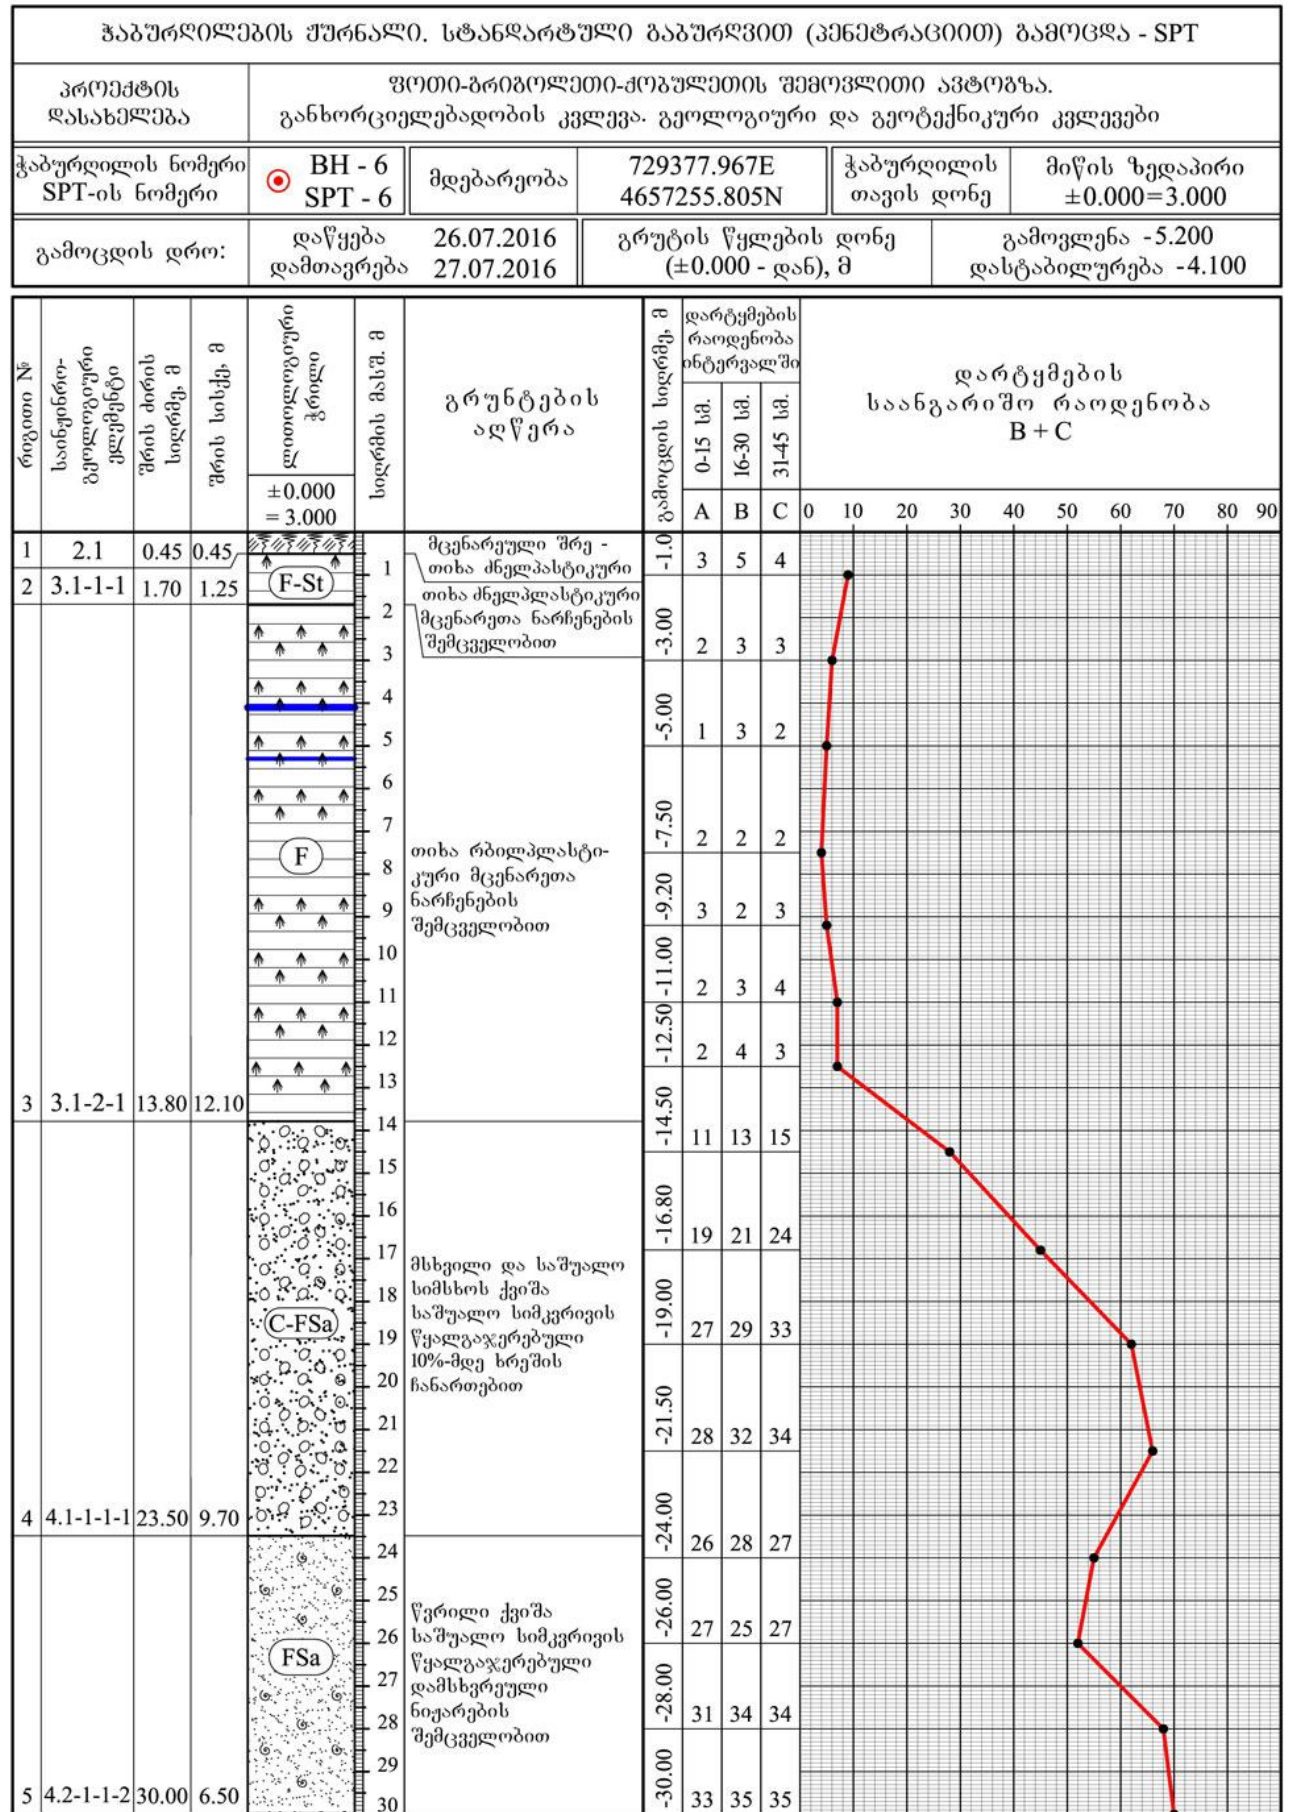 ჭაბურღილების ჟურნალი. სტანდარტული გაბურღვით (პენეტრაციით) გამოცდა - SPT
პროექტის
დასახელება
ფოთი-გრიგოლეთი-ქობულეთის შემოვლითი ავტოგზა.
განხორციელებადობის კვლევა. გეოლოგიური და გეოტექნიკური კვლევები
ჭაბურღილის ნომერი
SPT-ის ნომერი
BH - 6
SPT - 6
მდებარეობა
729377.967E
4657255.805N
ჭაბურღილის
თავის დონე
მიწის ზედაპირი
±0.000=3.000
გამოცდის დრო:
დაწყება 26.07.2016
დამთავრება 27.07.2016
გრუტის წყლების დონე
(±0.000 - დან), მ
გამოვლენა -5.200
დასტაბილურება -4.100
რიგითი №
საინჟინრო-
გეოლოგიური
ელემენტი
შრის ძირის
სიღრმე, მ
შრის სისქე, მ
ლითოლოგიური
ჭრილი
±0.000
= 3.000
სიღრმის მასშ. მ
გრუნტების
აღწერა
გამოცდის სიღრმე, მ
დარტყმების
რაოდენობა
ინტერვალში
0-15 სმ.
16-30 სმ.
31-45 სმ.
A B C
დარტყმების
საანგარიშო რაოდენობა
B + C
0 10 20 30 40 50 60 70 80 90
1 2.1 0.45 0.45
2 3.1-1-1 1.70 1.25
3 3.1-2-1 13.80 12.10
4 4.1-1-1-1 23.50 9.70
5 4.2-1-1-2 30.00 6.50
F-St
F
C-FSa
FSa
1
2
3
4
5
6
7
8
9
10
11
12
13
14
15
16
17
18
19
20
21
22
23
24
25
26
27
28
29
30
მცენარეული შრე -
თიხა ძნელპასტიკური
თიხა ძნელპლასტიკური
მცენარეთა ნარჩენების
შემცველობით
თიხა რბილპლასტი-
კური მცენარეთა
ნარჩენების
შემცველობით
მსხვილი და საშუალო
სიმსხოს ქვიშა
საშუალო სიმკვრივის
წყალგაჯერებული
10%-მდე ხრეშის
ჩანართებით
წვრილი ქვიშა
საშუალო სიმკვრივის
წყალგაჯერებული
დამსხვრეული
ნიჟარების
შემცველობით
-1.0 3 5 4
-3.00 2 3 3
-5.00 1 3 2
-7.50 2 2 2
-9.20 3 2 3
-11.00 2 3 4
-12.50 2 4 3
-14.50 11 13 15
-16.80 19 21 24
-19.00 27 29 33
-21.50 28 32 34
-24.00 26 28 27
-26.00 27 25 27
-28.00 31 34 34
-30.00 33 35 35